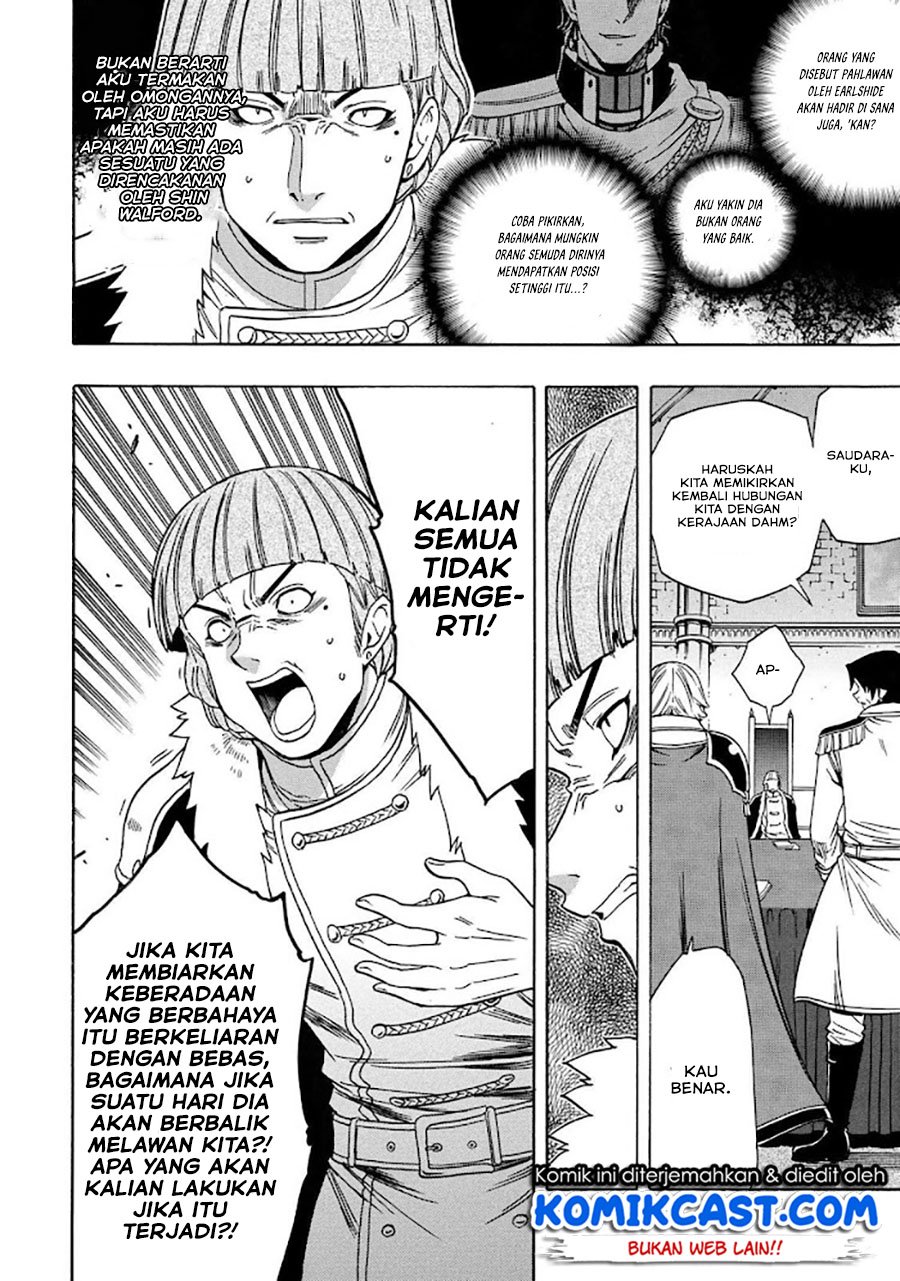 ORANG YANG
DISEBUT PAHLAWAN
OLEH EARLSHIDE
AKAN HADIR DI SANA
JUGA, 'KAN?
AKU YAKIN DIA
BUKAN ORANG
YANG BAIK.
COBA PIKIRKAN,
BAGAIMANA MUNGKIN
ORANG SEMUDA DIRINYA
MENDAPATKAN POSISI
SETINGGI ITU...?
BUKAN BERARTI
AKU TERMAKAN
OLEH OMONGANNYA,
TAPI AKU HARUS
MEMASTIKAN
APAKAH MASIH ADA
SESUATU YANG
DIRENCAKANAN
OLEH SHIN
WALFORD.
SAUDARA-
KU,
HARUSKAH
KITA MEMIKIRKAN
KEMBALI HUBUNGAN
KITA DENGAN
KERAJAAN DAHM?
AP-
KAU
BENAR.
KALIAN
SEMUA
TIDAK
MENGE-
RTI!
JIKA KITA
MEMBIARKAN
KEBERADAAN
YANG BERBAHAYA
ITU BERKELIARAN
DENGAN BEBAS,
BAGAIMANA JIKA
SUATU HARI DIA
AKAN BERBALIK
MELAWAN KITA?!
APA YANG AKAN
KALIAN LAKUKAN
JIKA ITU
TERJADI?!
Komik ini diterjemahkan & diedit oleh
KOMIKCAST.COM
BUKAN WEB LAIN!!